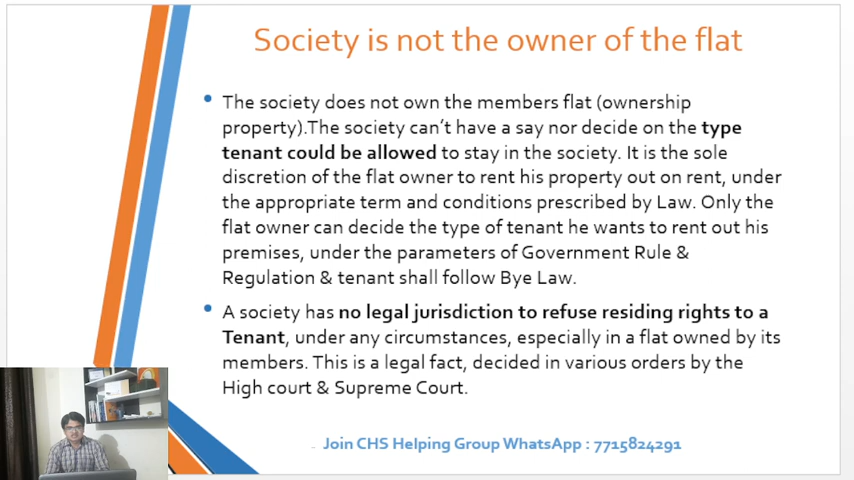 Society is not the owner of the flat
• The society does not own the members flat (ownership
property).The society can't have a say nor decide on the type
tenant could be allowed to stay in the society. It is the sole
discretion of the flat owner to rent his property out on rent, under
the appropriate term and conditions prescribed by Law. Only the
flat owner can decide the type of tenant he wants to rent out his
premises, under the parameters of Government Rule &
Regulation & tenant shall follow Bye Law.
• A society has no legal jurisdiction to refuse residing rights to a
Tenant, under any circumstances, especially in a flat owned by its
members. This is a legal fact, decided in various orders by the
High court & Supreme Court.
Join CHS Helping Group WhatsApp : 7715824291